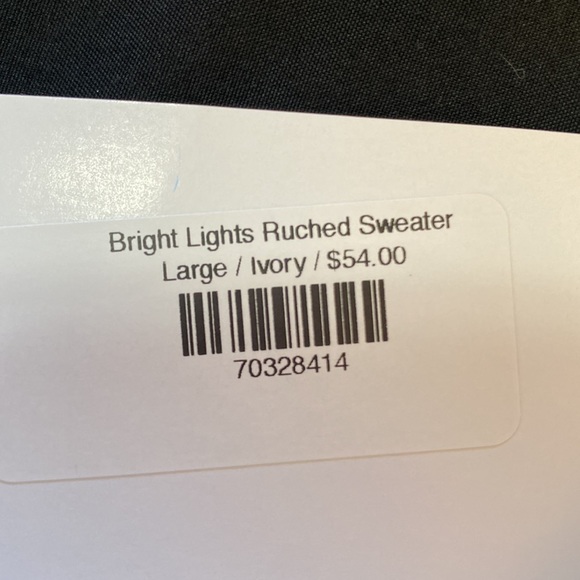 Bright Lights Ruched Sweater
Large / Ivory / $54.00
70328414